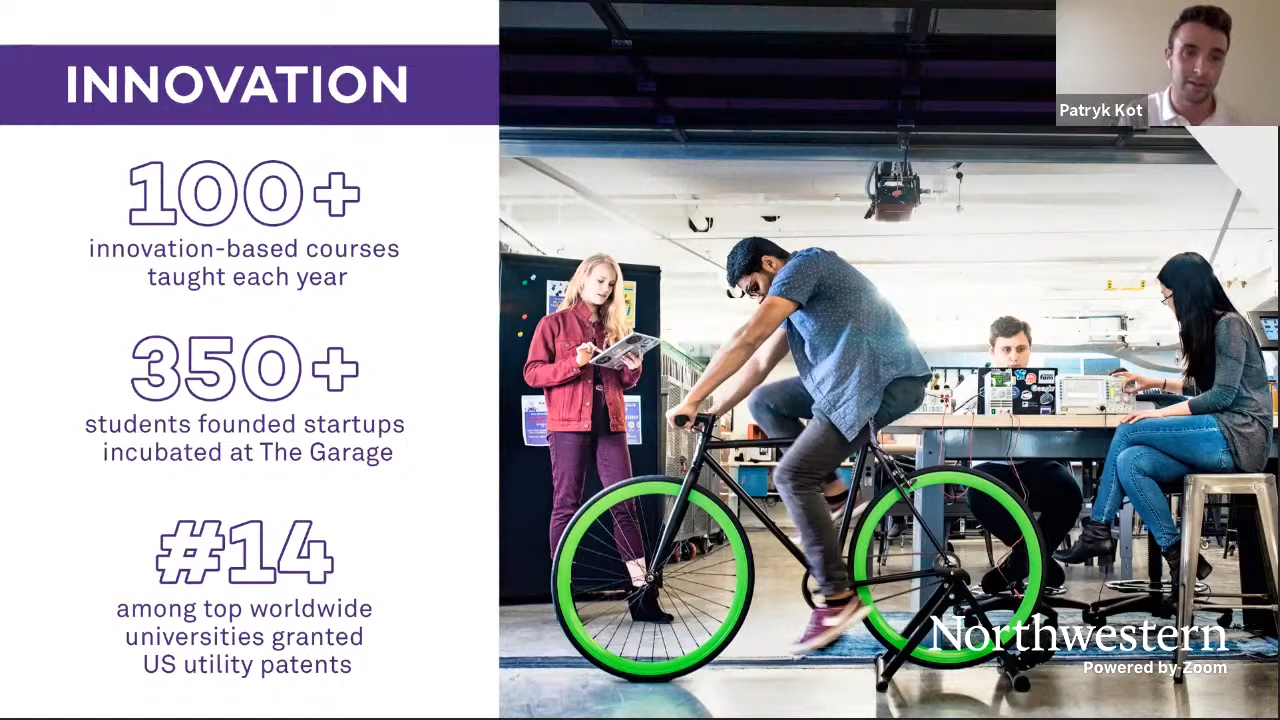 INNOVATION
100+
innovation-based courses
taught each year
350+
students founded startups
incubated at The Garage
#14
among top worldwide
universities granted
US utility patents
Patryk Kot
Northwestern
Powered by Zoom